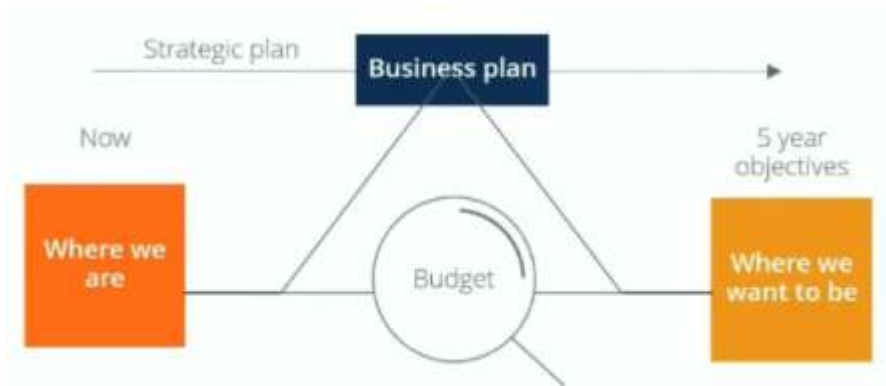 Strategic plan
Business plan
Now
5 year
objectives
Where we
are
Budget
Where we
want to be